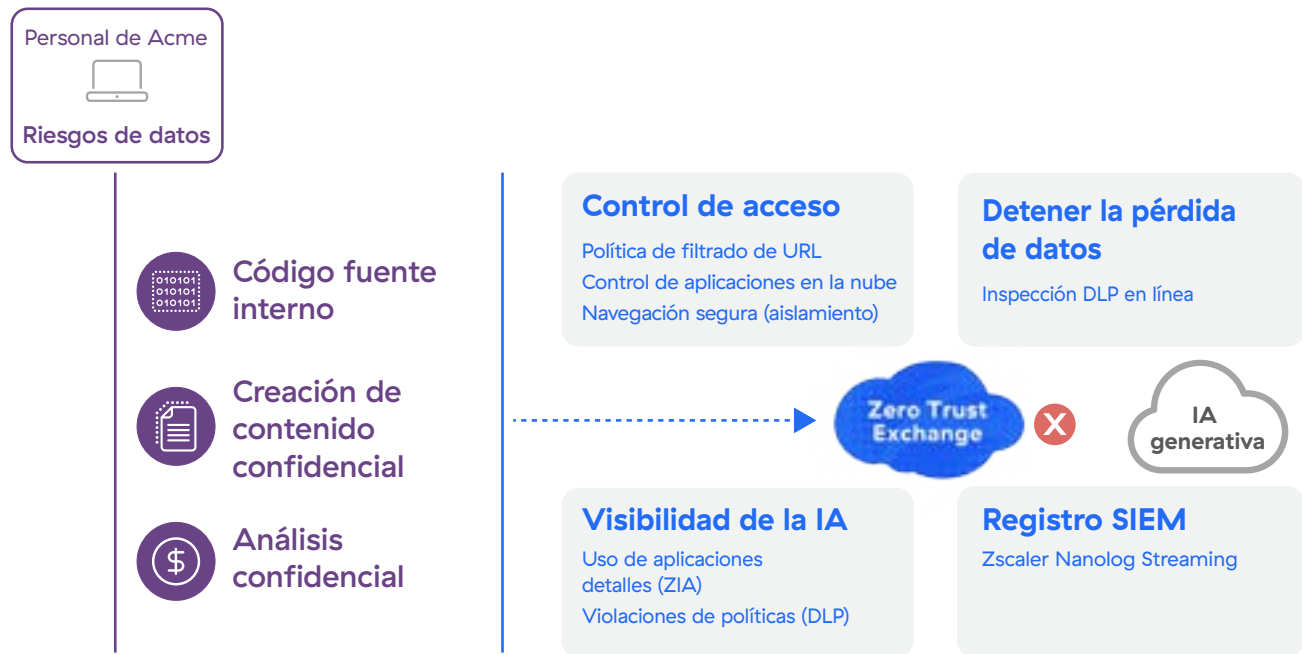 Personal de Acme
Riesgos de datos
010101
010101
010101
Código fuente
interno
Creación de
contenido
confidencial
$
Análisis
confidencial
Control de acceso
Política de filtrado de URL
Control de aplicaciones en la nube
Navegación segura (aislamiento)
Detener la pérdida
de datos
Inspección DLP en línea
Zero Trust
Exchange
X
IA
generativa
Visibilidad de la IA
Uso de aplicaciones
detalles (ZIA)
Violaciones de políticas (DLP)
Registro SIEM
Zscaler Nanolog Streaming